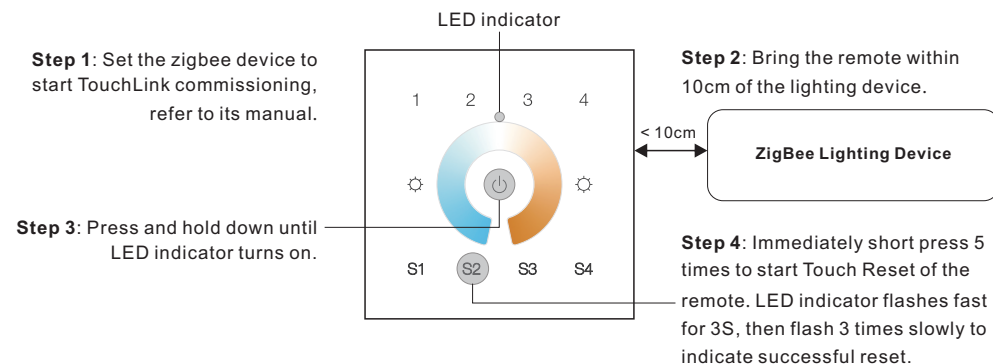 LED indicator
Step 1: Set the zigbee device to
start TouchLink commissioning,
refer to its manual.
Step 2: Bring the remote within
10cm of the lighting device.
1 2 3 4
< 10cm
ZigBee Lighting Device
Step 3: Press and hold down until
LED indicator turns on.
S1 S2 S3 S4
Step 4: Immediately short press 5
times to start Touch Reset of the
remote. LED indicator flashes fast
for 3S, then flash 3 times slowly to
indicate successful reset.